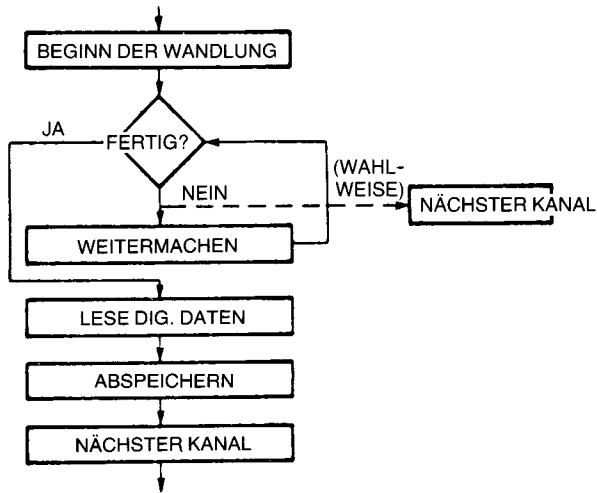 BEGINN DER WANDLUNG
JA
FERTIG?
(WAHL-
WEISE)
NEIN
NÄCHSTER KANAL
WEITERMACHEN
LESE DIG. DATEN
ABSPEICHERN
NÄCHSTER KANAL